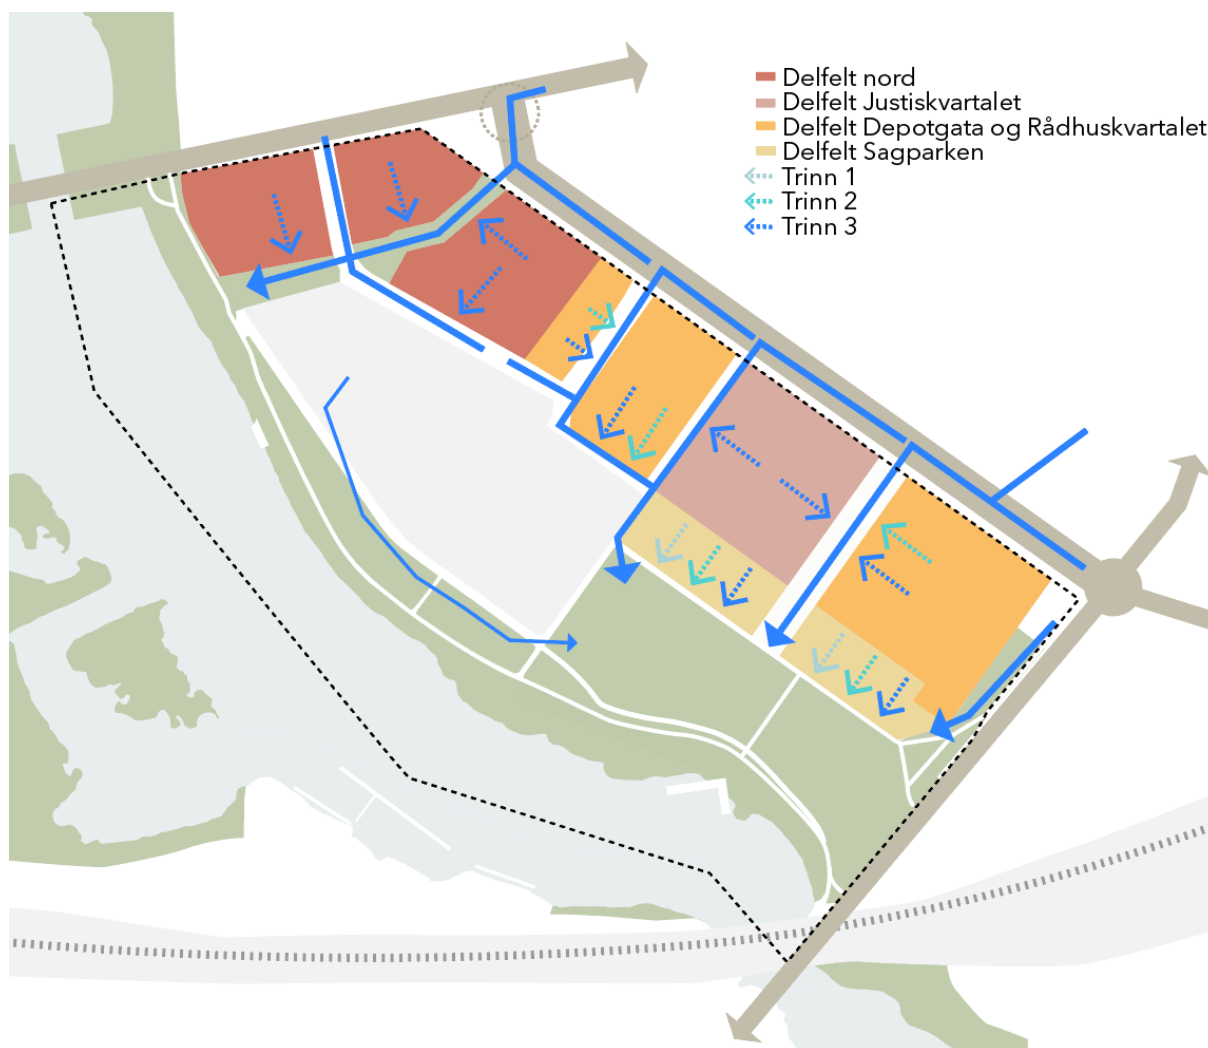 Delfelt nord
Delfelt Justiskvartalet
Delfelt Depotgata og Rådhuskvartalet
Delfelt Sagparken
Trinn 1
Trinn 2
Trinn 3